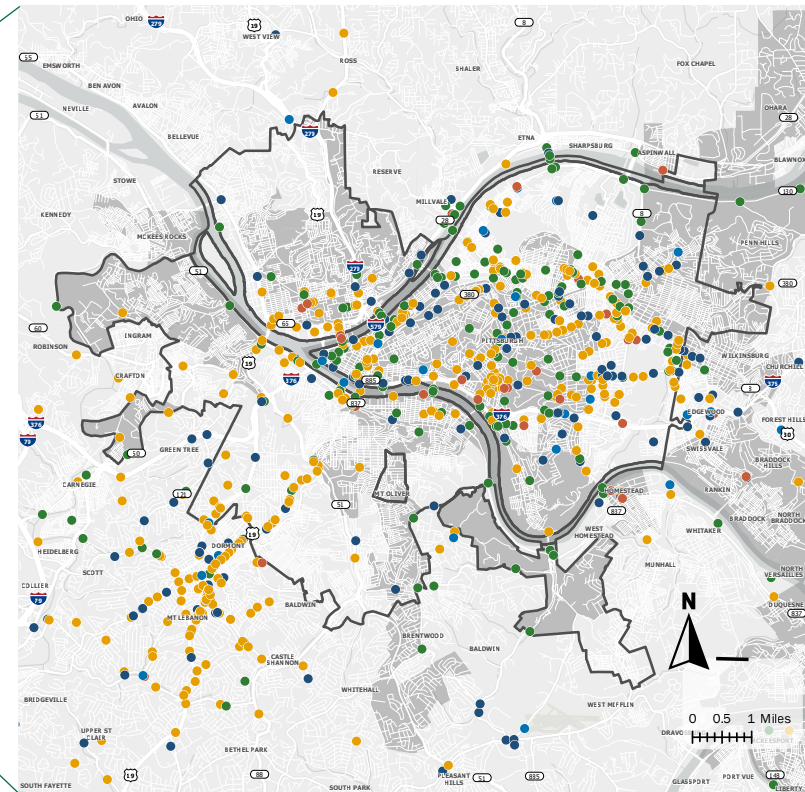 OHIO
279
19
WEST VIEW
8
55
EMSWORTH
ROSS
SHALER
FOX CHAPEL
BEN AVON
51
NEVILLE
AVALON
OHARA
28
279
BELLEVUE
ETNA
SHARPSBURG
ASPINWALL
BLAWNOX
RESERVE
STOWE
130
MILLVALE
KENNEDY
19
28
8
MCKEES ROCKS
PENN HILLS
279
51
380
380
65
579
60
INGRAM
PITTSBURGH
ROBINSON
WILKINSBURG
19
CHURCHILL
CRAFTON
376
885
376
3
837
376
EDGEWOOD
376
FOREST HILLS
79
30
GREEN TREE
SWISSVALE
50
BRADDOCK
HILLS
CARNEGIE
121
MT OLIVER
HOMESTEAD
RANKIN
51
837
NORTH
BRADDOCK
BRADDOCK
WEST
HOMESTEAD
WHITAKER
19
DORMONT
HEIDELBERG
MUNHALL
SCOTT
NORTH
VERSAILLES
COLLIER
79
BALDWIN
DUQUESNE
N
837
MT LEBANON
BRENTWOOD
BALDWIN
CASTLE
SHANNON
WHITEHALL
BRIDGEVILLE
WEST MIFFLIN
0 0.5 1 Miles
UPPER ST
CLAIR
DRAVO
MCKEESPORT
BETHEL PARK
19
88
PLEASANT
HILLS
51
885
PORT VUE
148
GLASSPORT
SOUTH FAYETTE
SOUTH PARK
LIBERTY